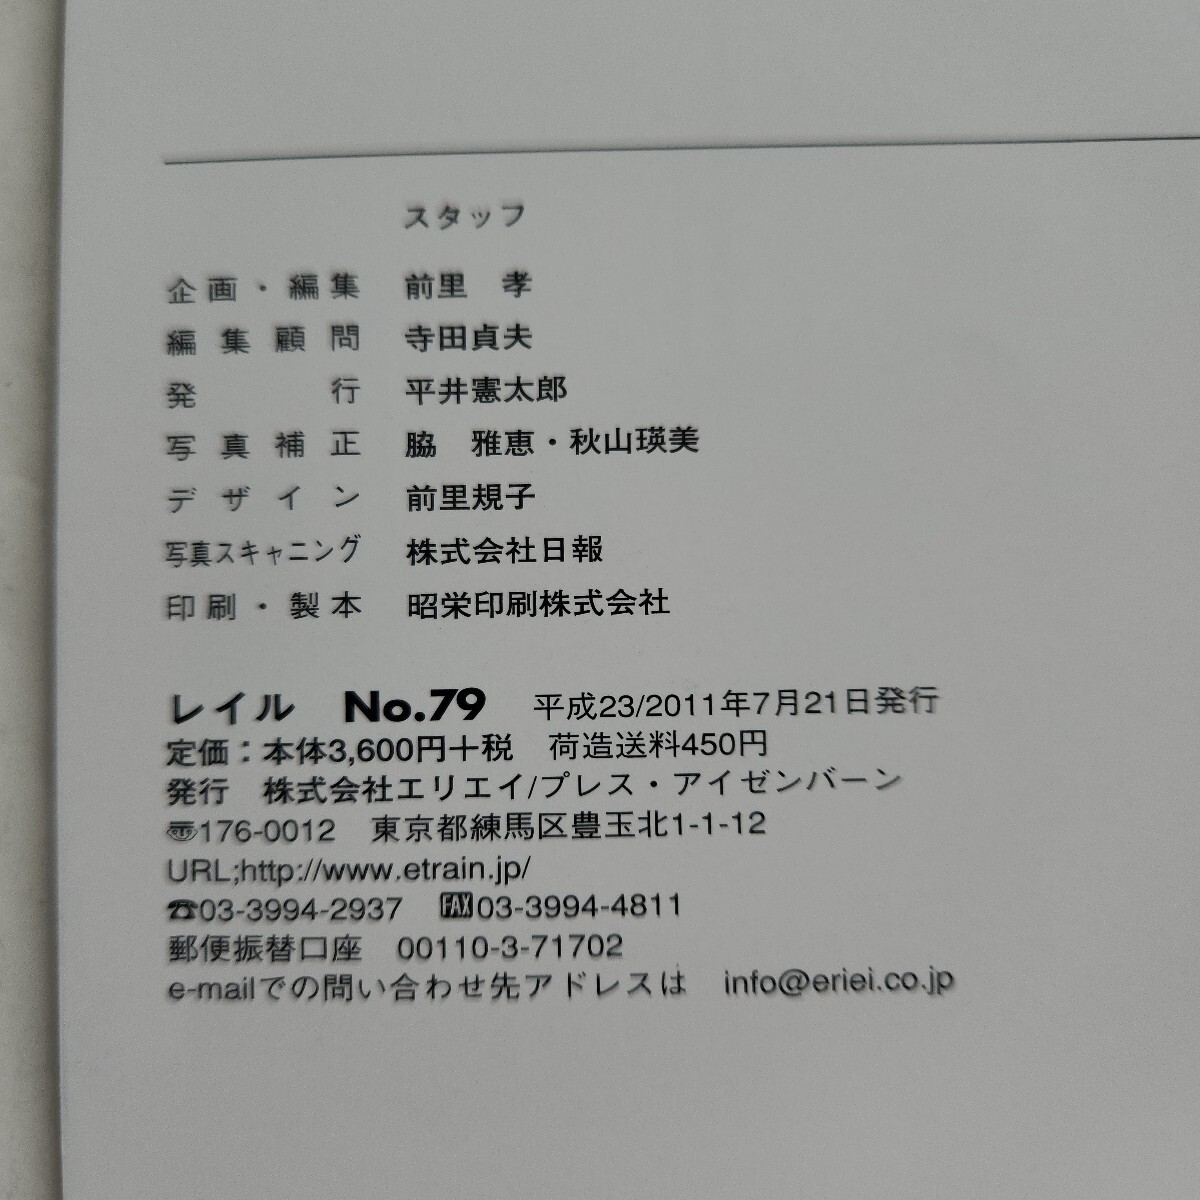 スタッフ
企画・編集　前里　孝
編集顧問　寺田貞夫
発行　平井憲太郎
写真補正　脇　雅恵・秋山瑛美
デザイン　前里規子
写真スキャニング　株式会社日報
印刷・製本　昭栄印刷株式会社
レイル　No.79　平成23/2011年7月21日発行
定価：本体3,600円＋税　荷造送料450円
発行　株式会社エリエイ/プレス・アイゼンバーン
〠176-0012　東京都練馬区豊玉北1-1-12
URL;http://www.etrain.jp/
☎03-3994-2937　FAX03-3994-4811
郵便振替口座　00110-3-71702
e-mailでの問い合わせ先アドレスは　info@eriei.co.jp